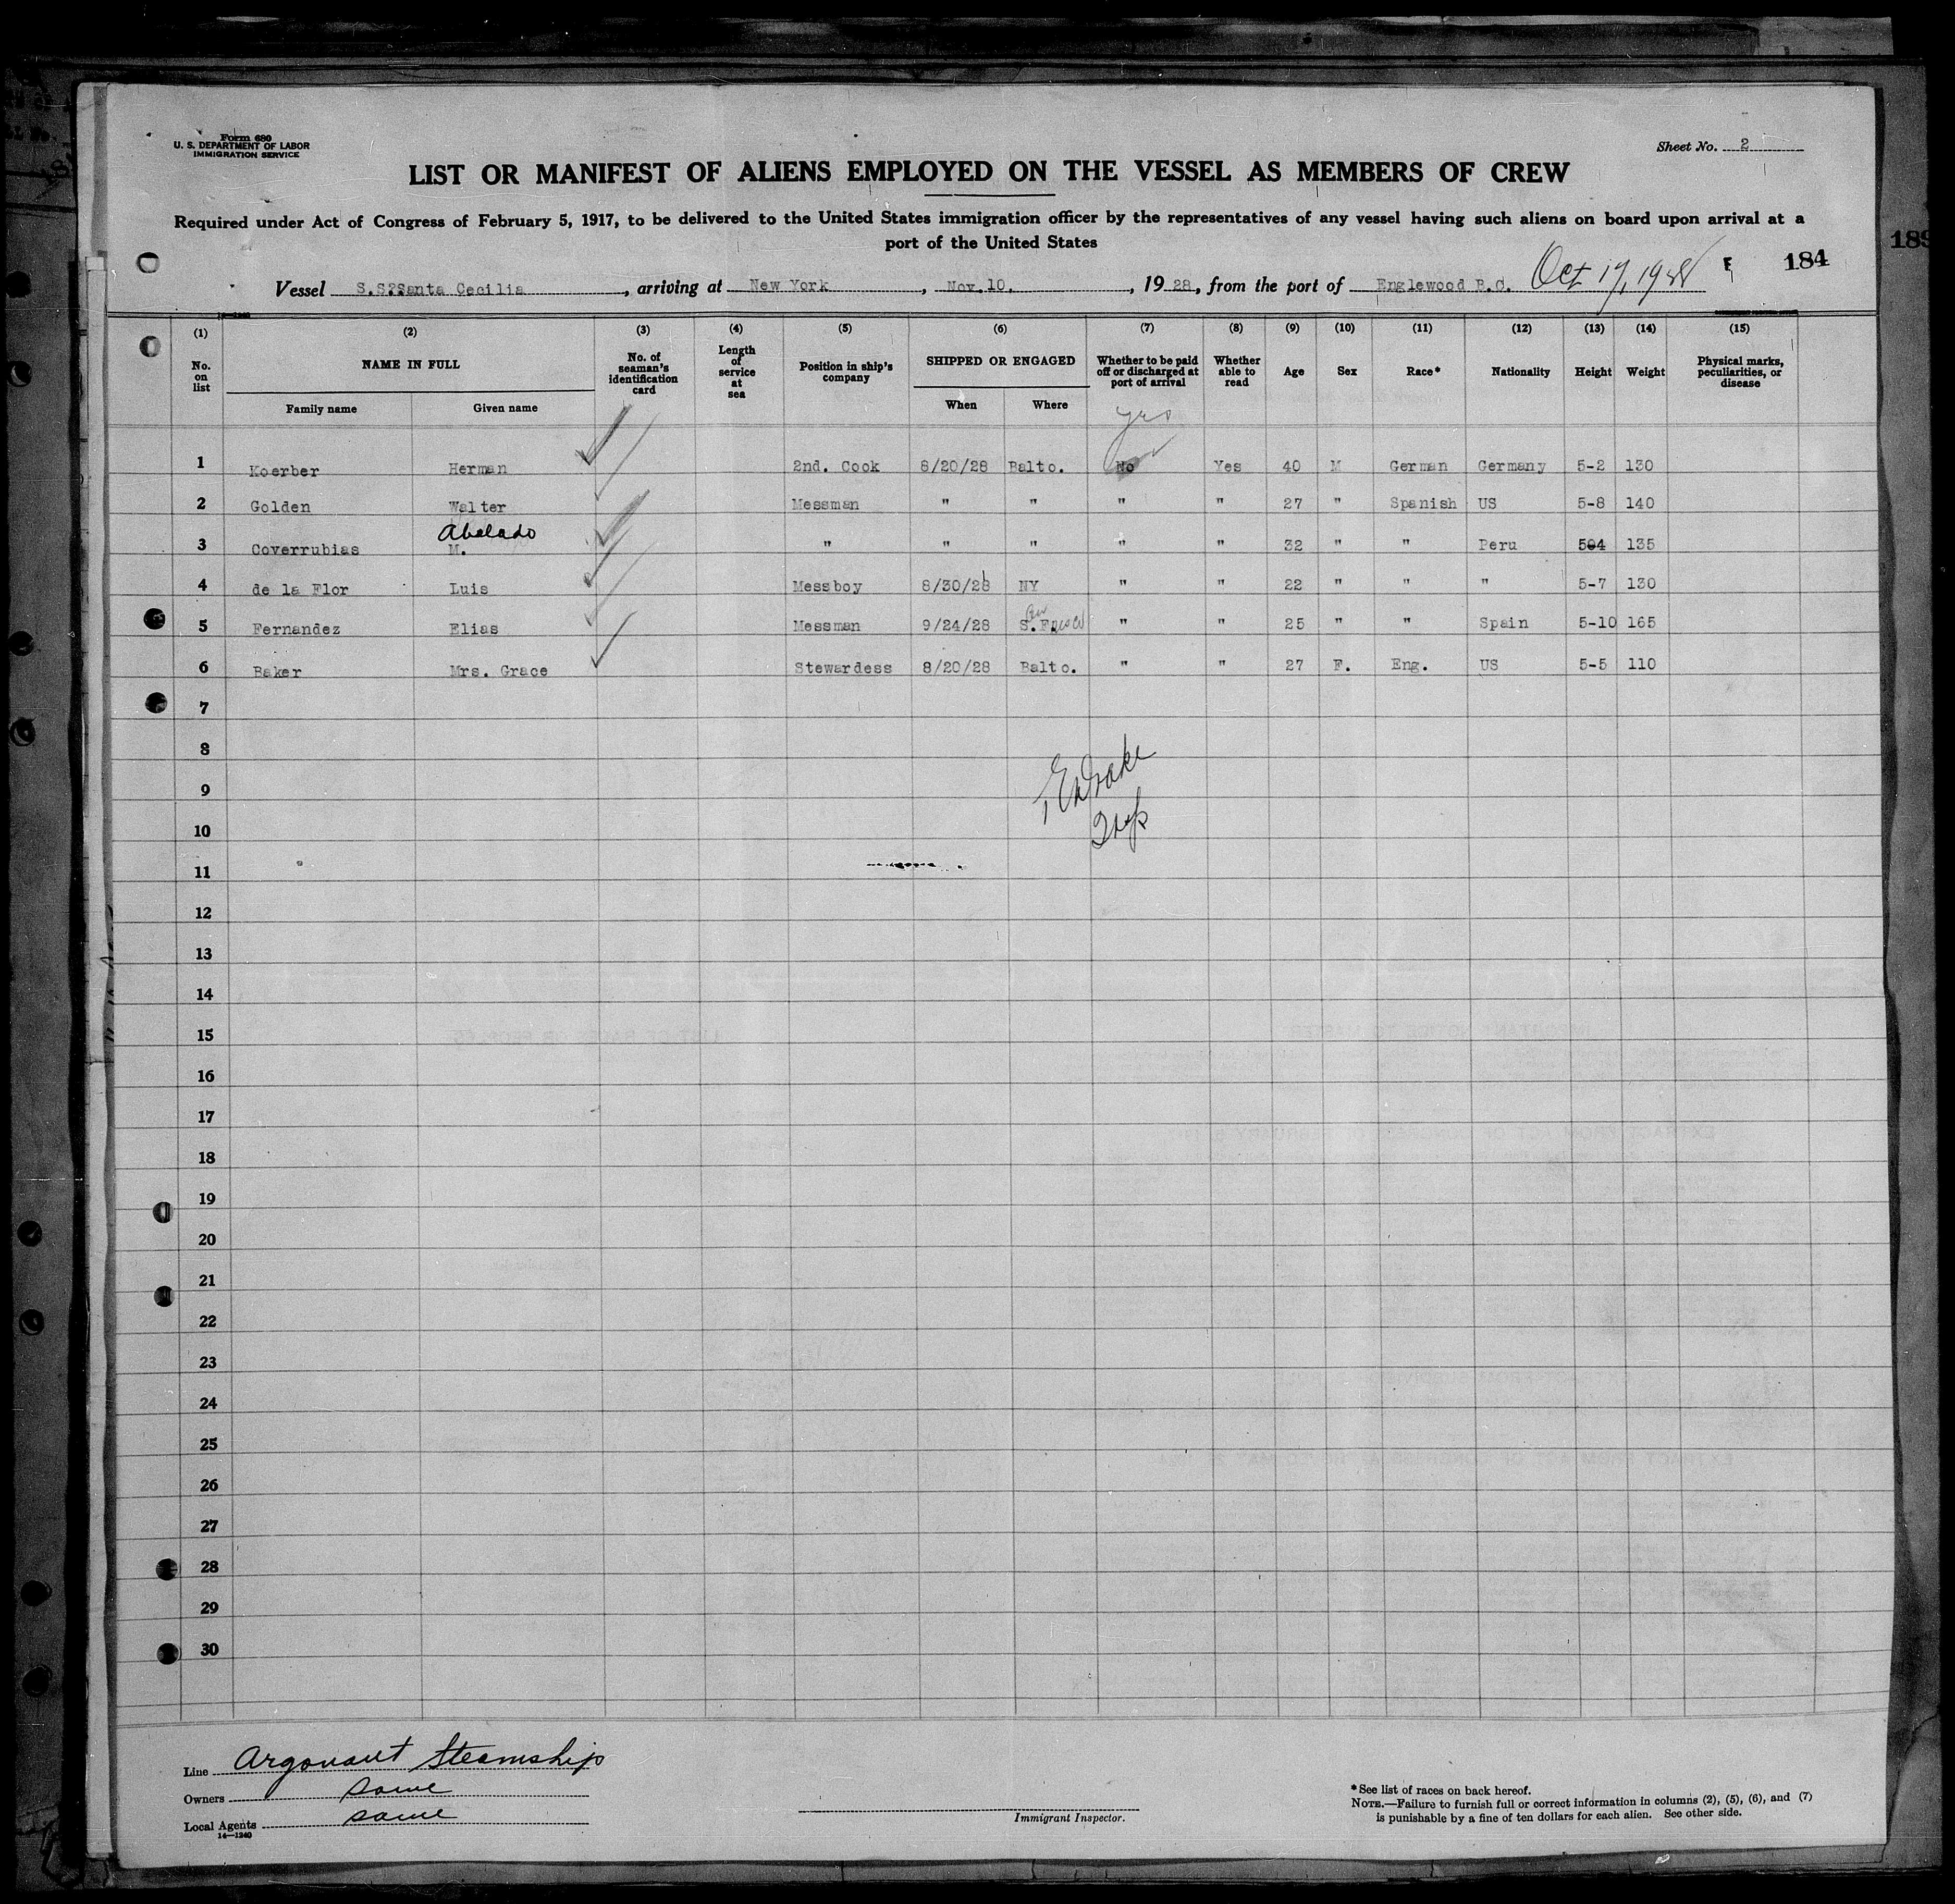 Form 680
U. S. DEPARTMENT OF LABOR
IMMIGRATION SERVICE
Sheet No. 2
LIST OR MANIFEST OF ALIENS EMPLOYED ON THE VESSEL AS MEMBERS OF CREW
Required under Act of Congress of February 5, 1917, to be delivered to the United States immigration officer by the representatives of any vessel having such aliens on board upon arrival at a
port of the United States
189
184
Vessel S.S?Santa Cecilia, arriving at New York, Nov.10., 1928, from the port of Englewood B.C. Oct 19, 1928
(1) (2) (3) (4) (5) (6) (7) (8) (9) (10) (11) (12) (13) (14) (15)
No. on list NAME IN FULL No. of seaman's identification card Length of service at sea Position in ship's company SHIPPED OR ENGAGED Whether to be paid off or discharged at port of arrival Whether able to read Age Sex Race* Nationality Height Weight Physical marks, peculiarities, or disease
Family name Given name When Where
yes
1 Koerber Herman 2nd. Cook 8/20/28 Balto. No Yes 40 M German Germany 5-2 130
2 Golden Walter Messman " " " " 27 " Spanish US 5-8 140
Abelado
3 Coverrubias M. " " " " " 32 " " Peru 504 135
4 de la Flor Luis Messboy 8/30/28 NY " " 22 " " " 5-7 130
5 Fernandez Elias Messman 9/24/28 S. F " " 25 " " Spain 5-10 165
6 Baker Mrs. Grace Stewardess 8/20/28 Balto. " " 27 F. Eng. US 5-5 110
7
8
9
10
11
12
13
14
15
16
17
18
19
20
21
22
23
24
25
26
27
28
29
30
Line Argonaut Steamship
Owners same
Local Agents same
14—1240
Immigrant Inspector.
*See list of races on back hereof.
NOTE.—Failure to furnish full or correct information in columns (2), (5), (6), and (7)
is punishable by a fine of ten dollars for each alien. See other side.